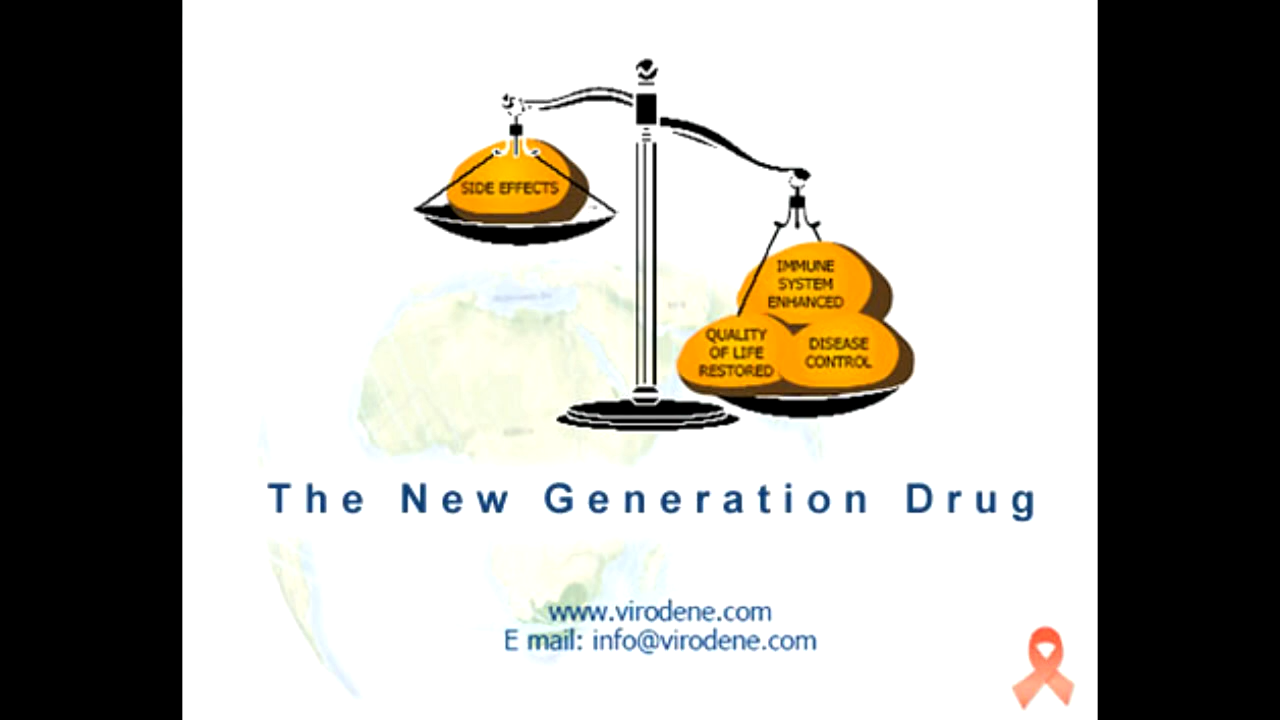 SIDE EFFECTS
IMMUNE
SYSTEM
ENHANCED
QUALITY
OF LIFE
RESTORED
DISEASE
CONTROL
The New Generation Drug
www.virodene.com
E mail: info@virodene.com